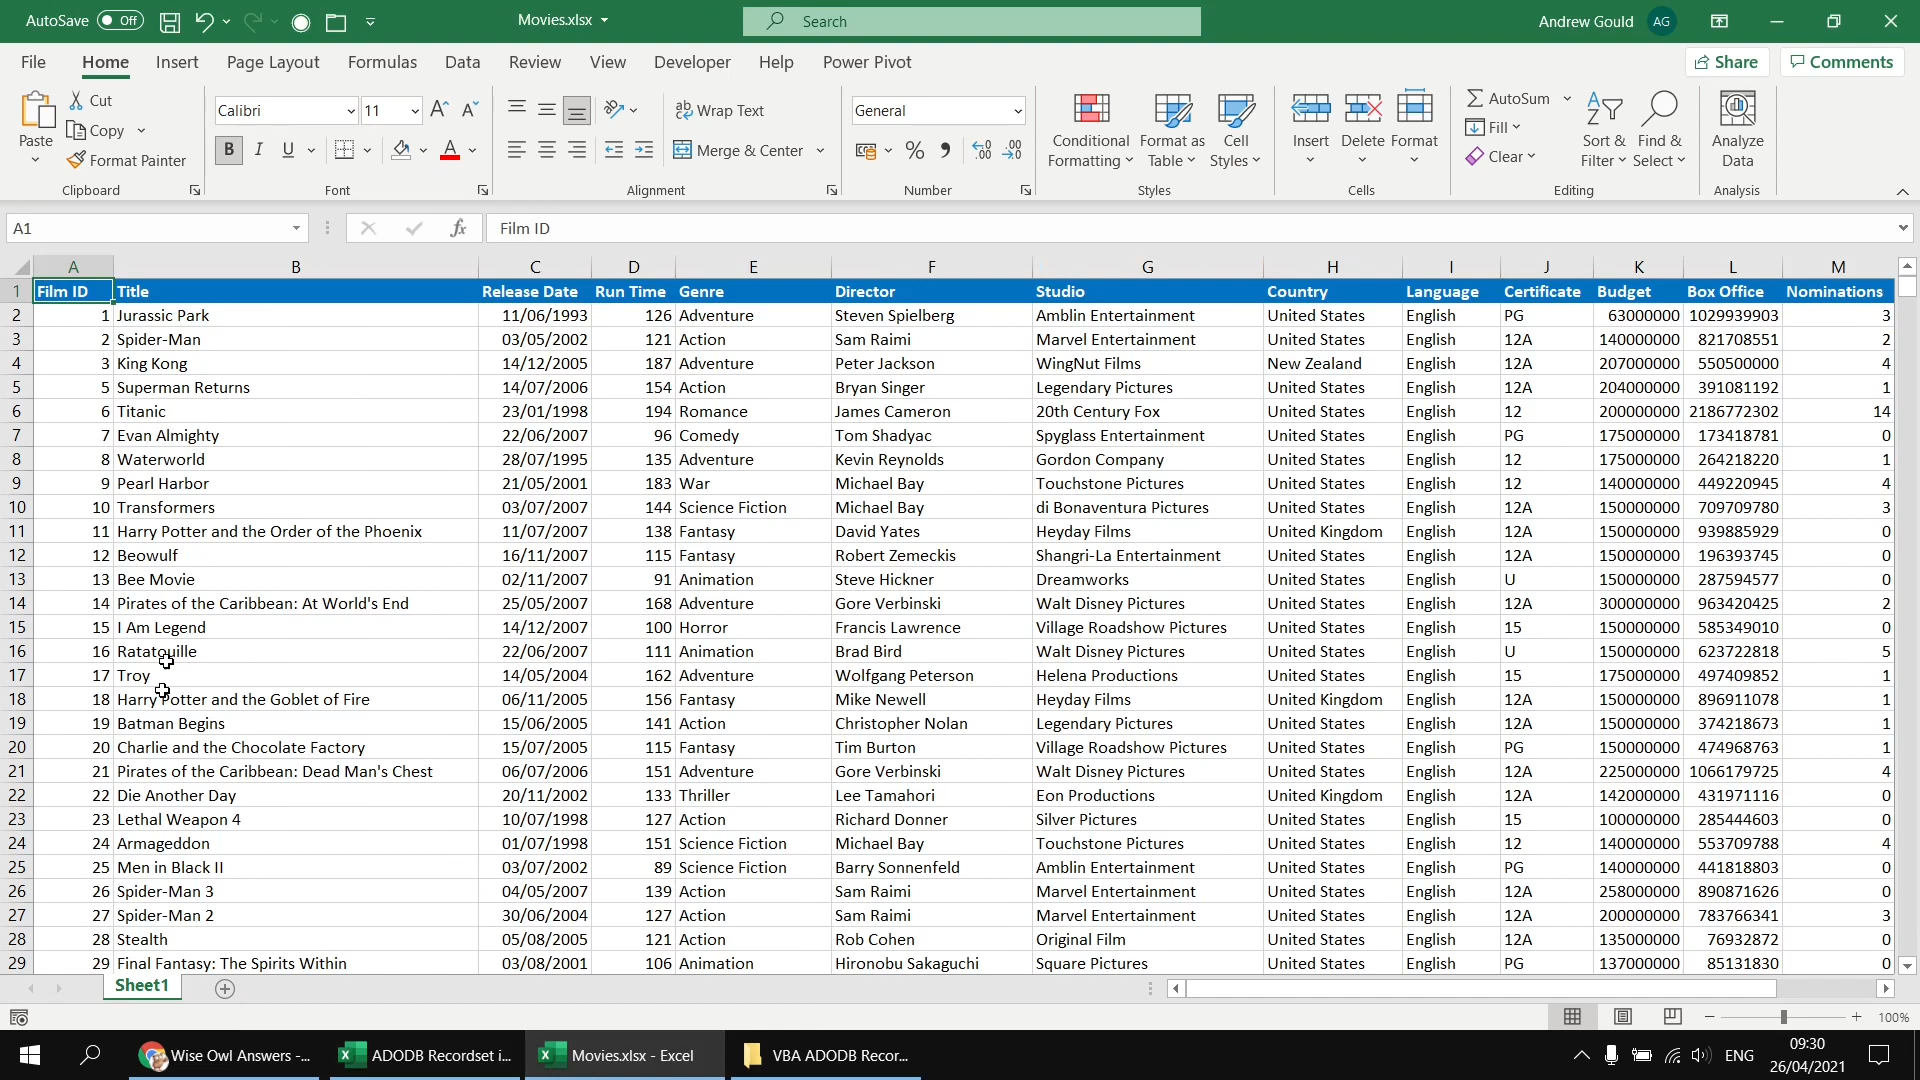 AutoSave Off Movies.xlsx Search Andrew Gould AG
File Home Insert Page Layout Formulas Data Review View Developer Help Power Pivot Share Comments
Paste Cut Copy Format Painter Clipboard
Calibri 11 B I U A Font
Wrap Text Merge & Center Alignment
General % Number
Conditional Formatting Format as Table Cell Styles Styles
Insert Delete Format Cells
AutoSum Fill Clear Sort & Filter Find & Select Editing
Analyze Data Analysis
A1 fx Film ID
A B C D E F G H I J K L M
1 Film ID Title Release Date Run Time Genre Director Studio Country Language Certificate Budget Box Office Nominations
2 1 Jurassic Park 11/06/1993 126 Adventure Steven Spielberg Amblin Entertainment United States English PG 63000000 1029939903 3
3 2 Spider-Man 03/05/2002 121 Action Sam Raimi Marvel Entertainment United States English 12A 140000000 821708551 2
4 3 King Kong 14/12/2005 187 Adventure Peter Jackson WingNut Films New Zealand English 12A 207000000 550500000 4
5 5 Superman Returns 14/07/2006 154 Action Bryan Singer Legendary Pictures United States English 12A 204000000 391081192 1
6 6 Titanic 23/01/1998 194 Romance James Cameron 20th Century Fox United States English 12 200000000 2186772302 14
7 7 Evan Almighty 22/06/2007 96 Comedy Tom Shadyac Spyglass Entertainment United States English PG 175000000 173418781 0
8 8 Waterworld 28/07/1995 135 Adventure Kevin Reynolds Gordon Company United States English 12 175000000 264218220 1
9 9 Pearl Harbor 21/05/2001 183 War Michael Bay Touchstone Pictures United States English 12 140000000 449220945 4
10 10 Transformers 03/07/2007 144 Science Fiction Michael Bay di Bonaventura Pictures United States English 12A 150000000 709709780 3
11 11 Harry Potter and the Order of the Phoenix 11/07/2007 138 Fantasy David Yates Heyday Films United Kingdom English 12A 150000000 939885929 0
12 12 Beowulf 16/11/2007 115 Fantasy Robert Zemeckis Shangri-La Entertainment United States English 12A 150000000 196393745 0
13 13 Bee Movie 02/11/2007 91 Animation Steve Hickner Dreamworks United States English U 150000000 287594577 0
14 14 Pirates of the Caribbean: At World's End 25/05/2007 168 Adventure Gore Verbinski Walt Disney Pictures United States English 12A 300000000 963420425 2
15 15 I Am Legend 14/12/2007 100 Horror Francis Lawrence Village Roadshow Pictures United States English 15 150000000 585349010 0
16 16 Ratatouille 22/06/2007 111 Animation Brad Bird Walt Disney Pictures United States English U 150000000 623722818 5
17 17 Troy 14/05/2004 162 Adventure Wolfgang Peterson Helena Productions United States English 15 175000000 497409852 1
18 18 Harry Potter and the Goblet of Fire 06/11/2005 156 Fantasy Mike Newell Heyday Films United Kingdom English 12A 150000000 896911078 1
19 19 Batman Begins 15/06/2005 141 Action Christopher Nolan Legendary Pictures United States English 12A 150000000 374218673 1
20 20 Charlie and the Chocolate Factory 15/07/2005 115 Fantasy Tim Burton Village Roadshow Pictures United States English PG 150000000 474968763 1
21 21 Pirates of the Caribbean: Dead Man's Chest 06/07/2006 151 Adventure Gore Verbinski Walt Disney Pictures United States English 12A 225000000 1066179725 4
22 22 Die Another Day 20/11/2002 133 Thriller Lee Tamahori Eon Productions United Kingdom English 12A 142000000 431971116 0
23 23 Lethal Weapon 4 10/07/1998 127 Action Richard Donner Silver Pictures United States English 15 100000000 285444603 0
24 24 Armageddon 01/07/1998 151 Science Fiction Michael Bay Touchstone Pictures United States English 12 140000000 553709788 4
25 25 Men in Black II 03/07/2002 89 Science Fiction Barry Sonnenfeld Amblin Entertainment United States English PG 140000000 441818803 0
26 26 Spider-Man 3 04/05/2007 139 Action Sam Raimi Marvel Entertainment United States English 12A 258000000 890871626 0
27 27 Spider-Man 2 30/06/2004 127 Action Sam Raimi Marvel Entertainment United States English 12A 200000000 783766341 3
28 28 Stealth 05/08/2005 121 Action Rob Cohen Original Film United States English 12A 135000000 76932872 0
29 29 Final Fantasy: The Spirits Within 03/08/2001 106 Animation Hironobu Sakaguchi Square Pictures United States English PG 137000000 85131830 0
Sheet1
100%
Wise Owl Answers -... ADODB Recordset i... Movies.xlsx - Excel VBA ADODB Recor... ENG 09:30
26/04/2021